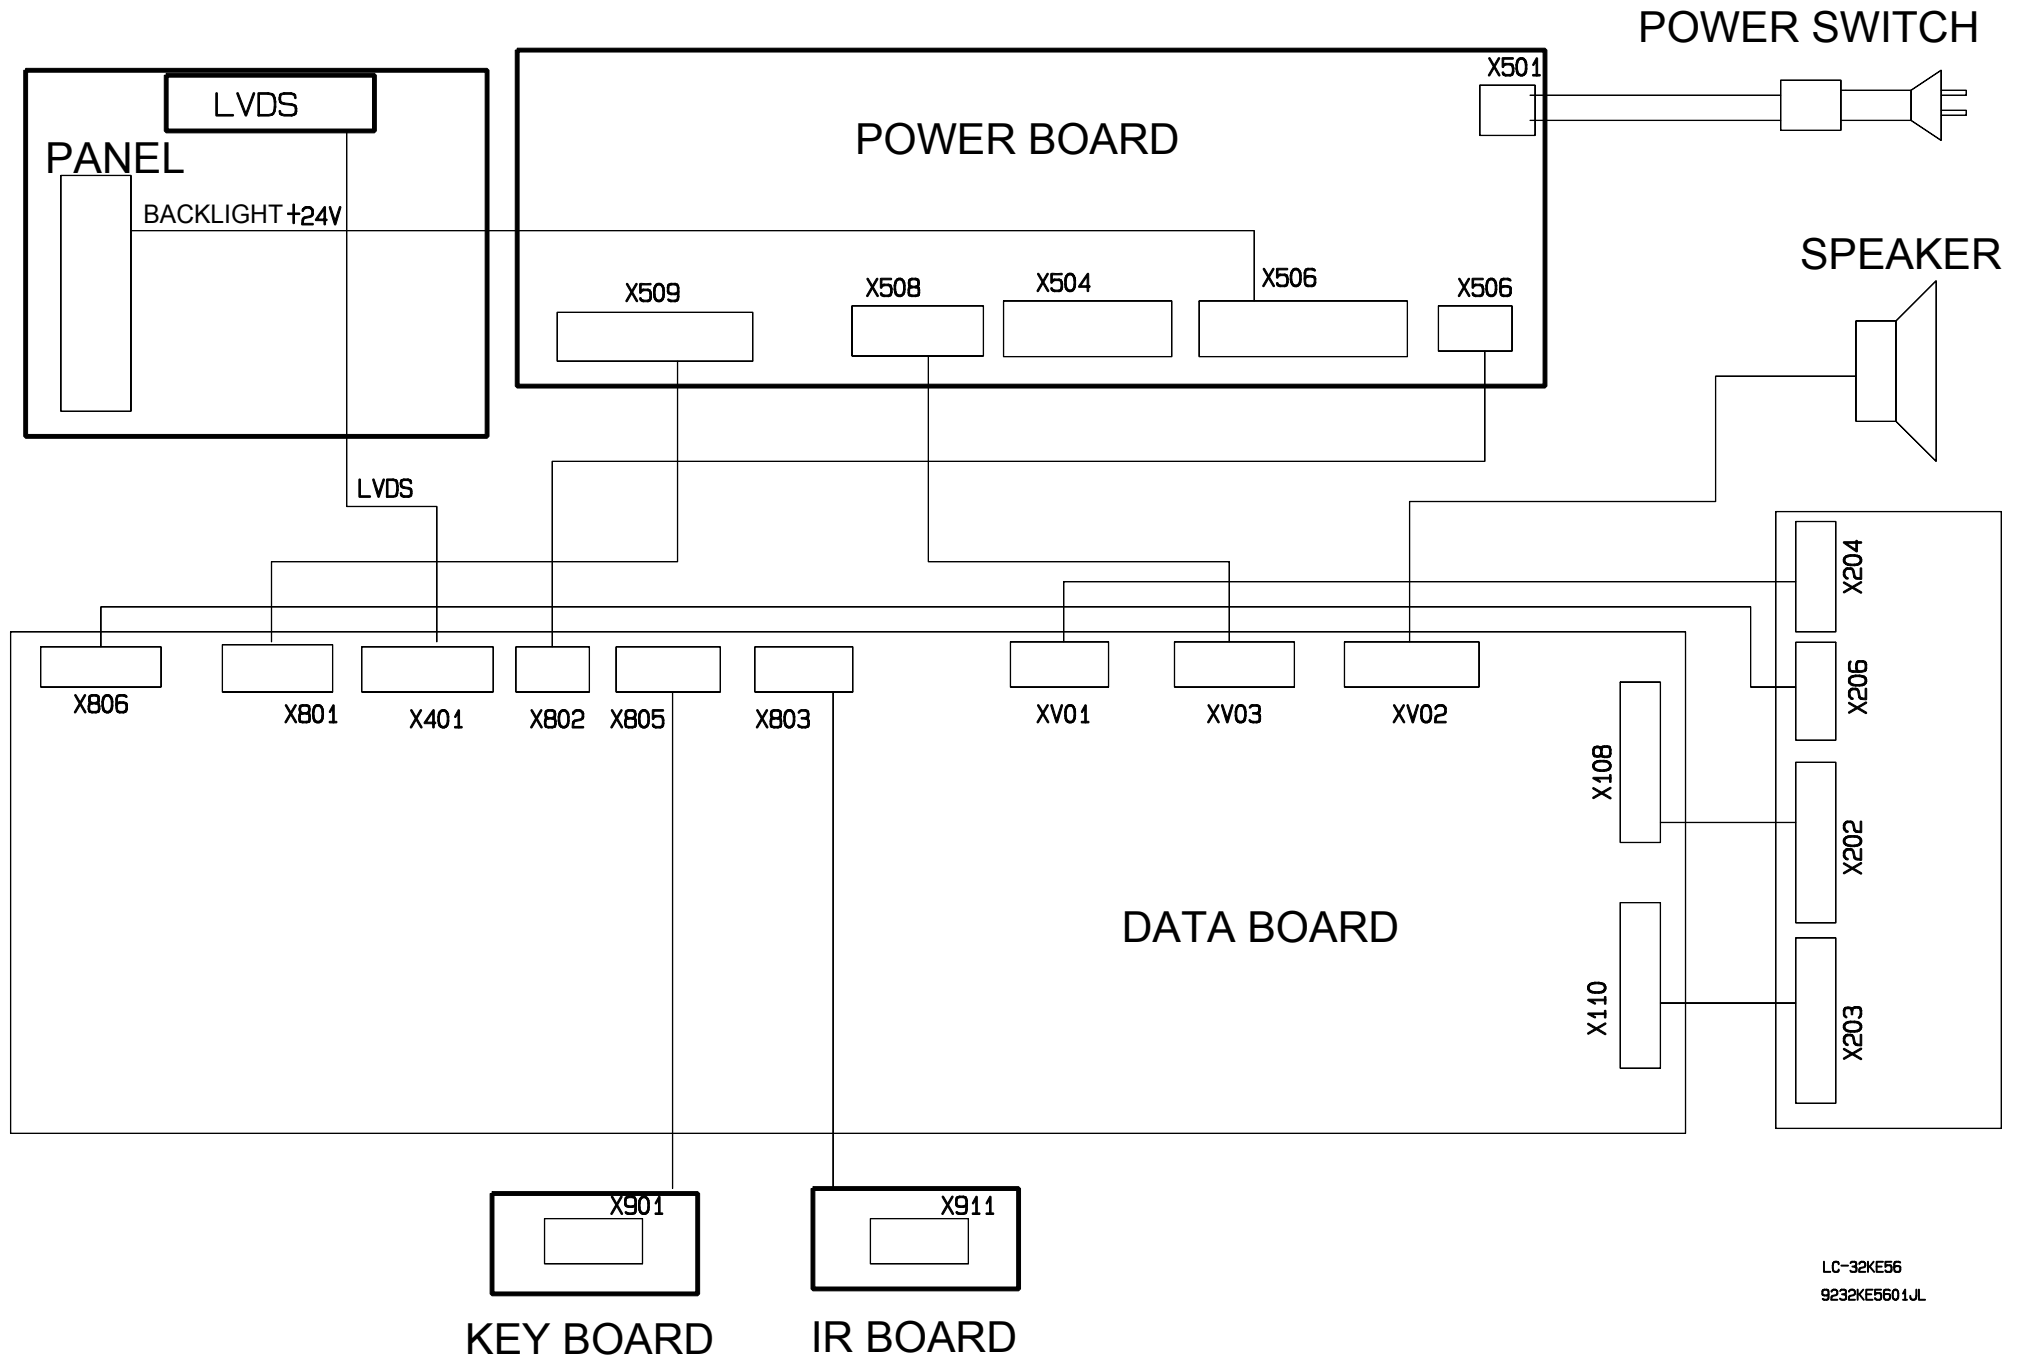 POWER SWITCH
X501
LVDS
POWER BOARD
PANEL
BACKLIGHT +24V
SPEAKER
X509
X508
X504
X506
X506
LVDS
X204
X206
X806
X801
X401
X802
X805
X803
XV01
XV03
XV02
X108
X202
DATA BOARD
X110
X203
X901
X911
LC-32KE56
9232KE5601JL
KEY BOARD
IR BOARD